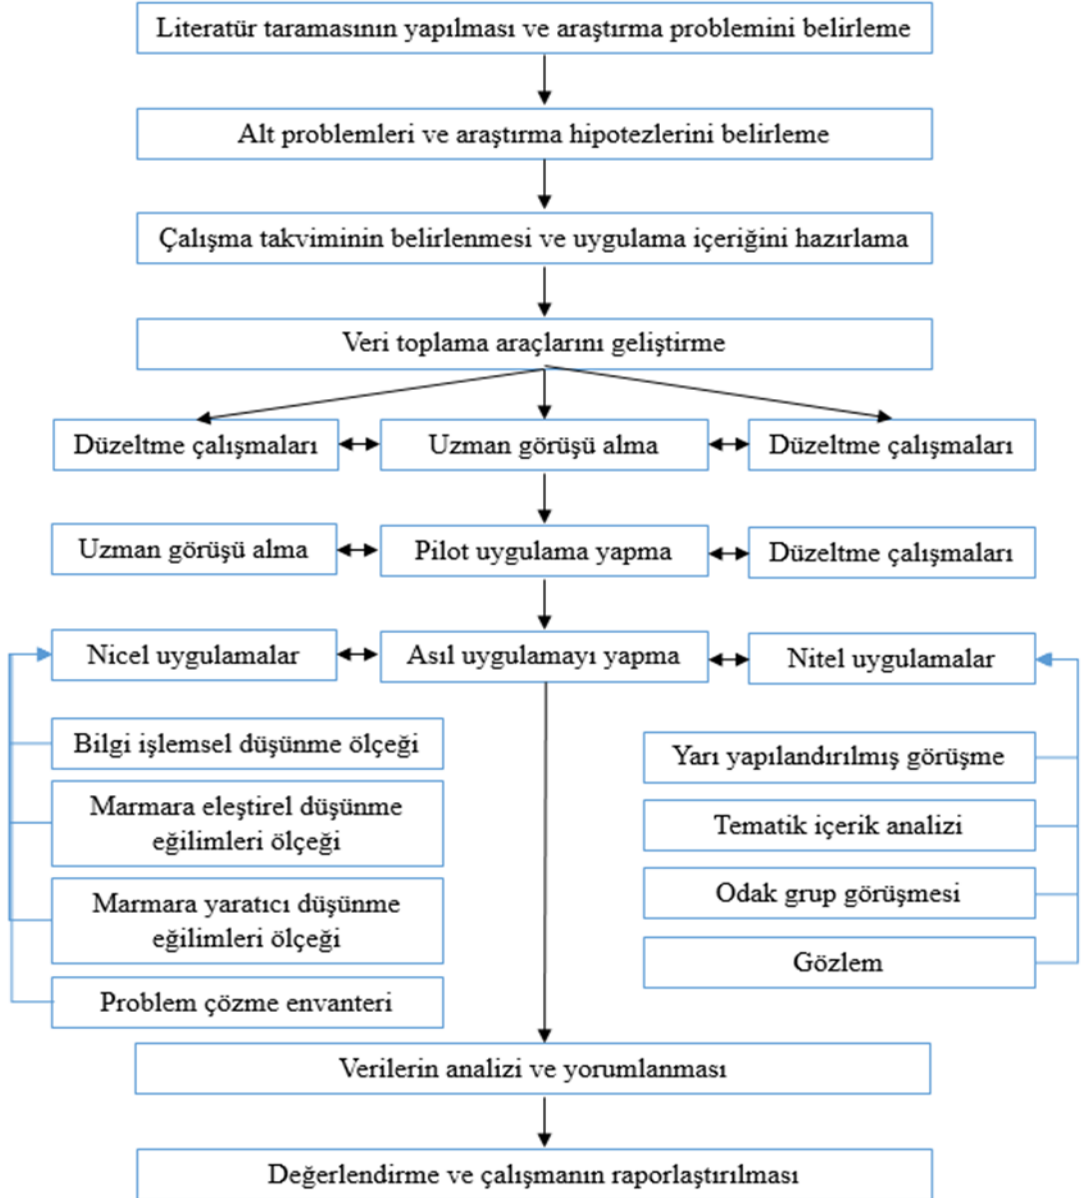 Literatür taramasının yapılması ve araştırma problemini belirleme
Alt problemleri ve araştırma hipotezlerini belirleme
Çalışma takviminin belirlenmesi ve uygulama içeriğini hazırlama
Veri toplama araçlarını geliştirme
Düzeltme çalışmaları
Uzman görüşü alma
Düzeltme çalışmaları
Uzman görüşü alma
Pilot uygulama yapma
Düzeltme çalışmaları
Nicel uygulamalar
Asıl uygulamayı yapma
Nitel uygulamalar
Bilgi işlemsel düşünme ölçeği
Marmara eleştirel düşünme
eğilimleri ölçeği
Marmara yaratıcı düşünme
eğilimleri ölçeği
Problem çözme envanteri
Yarı yapılandırılmış görüşme
Tematik içerik analizi
Odak grup görüşmesi
Gözlem
Verilerin analizi ve yorumlanması
Değerlendirme ve çalışmanın raporlaştırılması